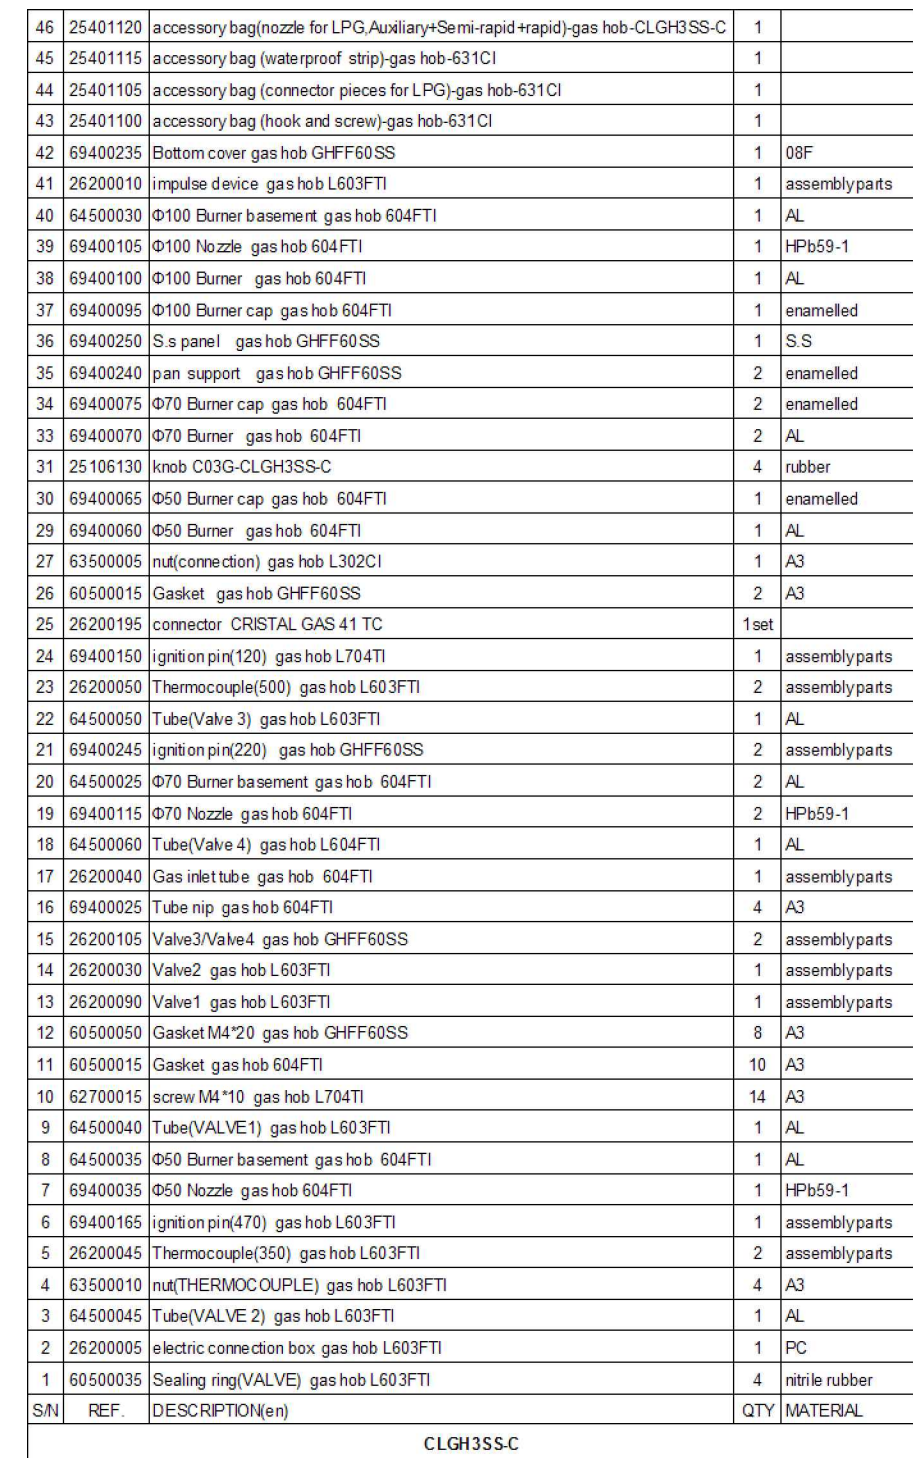 46 25401120 accessory bag(nozzle for LPG,Auxiliary+Semi-rapid+rapid)-gas hob-CLGH3SS-C 1
45 25401115 accessory bag (waterproof strip)-gas hob-631CI 1
44 25401105 accessory bag (connector pieces for LPG)-gas hob-631CI 1
43 25401100 accessory bag (hook and screw)-gas hob-631CI 1
42 69400235 Bottom cover gas hob GHFF60SS 1 08F
41 26200010 impulse device gas hob L603FTI 1 assembly parts
40 64500030 Φ100 Burner basement gas hob 604FTI 1 AL
39 69400105 Φ100 Nozzle gas hob 604FTI 1 HPb59-1
38 69400100 Φ100 Burner gas hob 604FTI 1 AL
37 69400095 Φ100 Burner cap gas hob 604FTI 1 enamelled
36 69400250 S.s panel gas hob GHFF60SS 1 S.S
35 69400240 pan support gas hob GHFF60SS 2 enamelled
34 69400075 Φ70 Burner cap gas hob 604FTI 2 enamelled
33 69400070 Φ70 Burner gas hob 604FTI 2 AL
31 25106130 knob C03G-CLGH3SS-C 4 rubber
30 69400065 Φ50 Burner cap gas hob 604FTI 1 enamelled
29 69400060 Φ50 Burner gas hob 604FTI 1 AL
27 63500005 nut(connection) gas hob L302CI 1 A3
26 60500015 Gasket gas hob GHFF60SS 2 A3
25 26200195 connector CRISTAL GAS 41 TC 1set
24 69400150 ignition pin(120) gas hob L704TI 1 assembly parts
23 26200050 Thermocouple(500) gas hob L603FTI 2 assembly parts
22 64500050 Tube(Valve 3) gas hob L603FTI 1 AL
21 69400245 ignition pin(220) gas hob GHFF60SS 2 assembly parts
20 64500025 Φ70 Burner basement gas hob 604FTI 2 AL
19 69400115 Φ70 Nozzle gas hob 604FTI 2 HPb59-1
18 64500060 Tube(Valve 4) gas hob L604FTI 1 AL
17 26200040 Gas inlet tube gas hob 604FTI 1 assembly parts
16 69400025 Tube nip gas hob 604FTI 4 A3
15 26200105 Valve3/Valve4 gas hob GHFF60SS 2 assembly parts
14 26200030 Valve2 gas hob L603FTI 1 assembly parts
13 26200090 Valve1 gas hob L603FTI 1 assembly parts
12 60500050 Gasket M4*20 gas hob GHFF60SS 8 A3
11 60500015 Gasket gas hob 604FTI 10 A3
10 62700015 screw M4*10 gas hob L704TI 14 A3
9 64500040 Tube(VALVE1) gas hob L603FTI 1 AL
8 64500035 Φ50 Burner basement gas hob 604FTI 1 AL
7 69400035 Φ50 Nozzle gas hob 604FTI 1 HPb59-1
6 69400165 ignition pin(470) gas hob L603FTI 1 assembly parts
5 26200045 Thermocouple(350) gas hob L603FTI 2 assembly parts
4 63500010 nut(THERMOCOUPLE) gas hob L603FTI 4 A3
3 64500045 Tube(VALVE 2) gas hob L603FTI 1 AL
2 26200005 electric connection box gas hob L603FTI 1 PC
1 60500035 Sealing ring(VALVE) gas hob L603FTI 4 nitrile rubber
S/N REF. DESCRIPTION(en) QTY MATERIAL
CLGH3SS-C